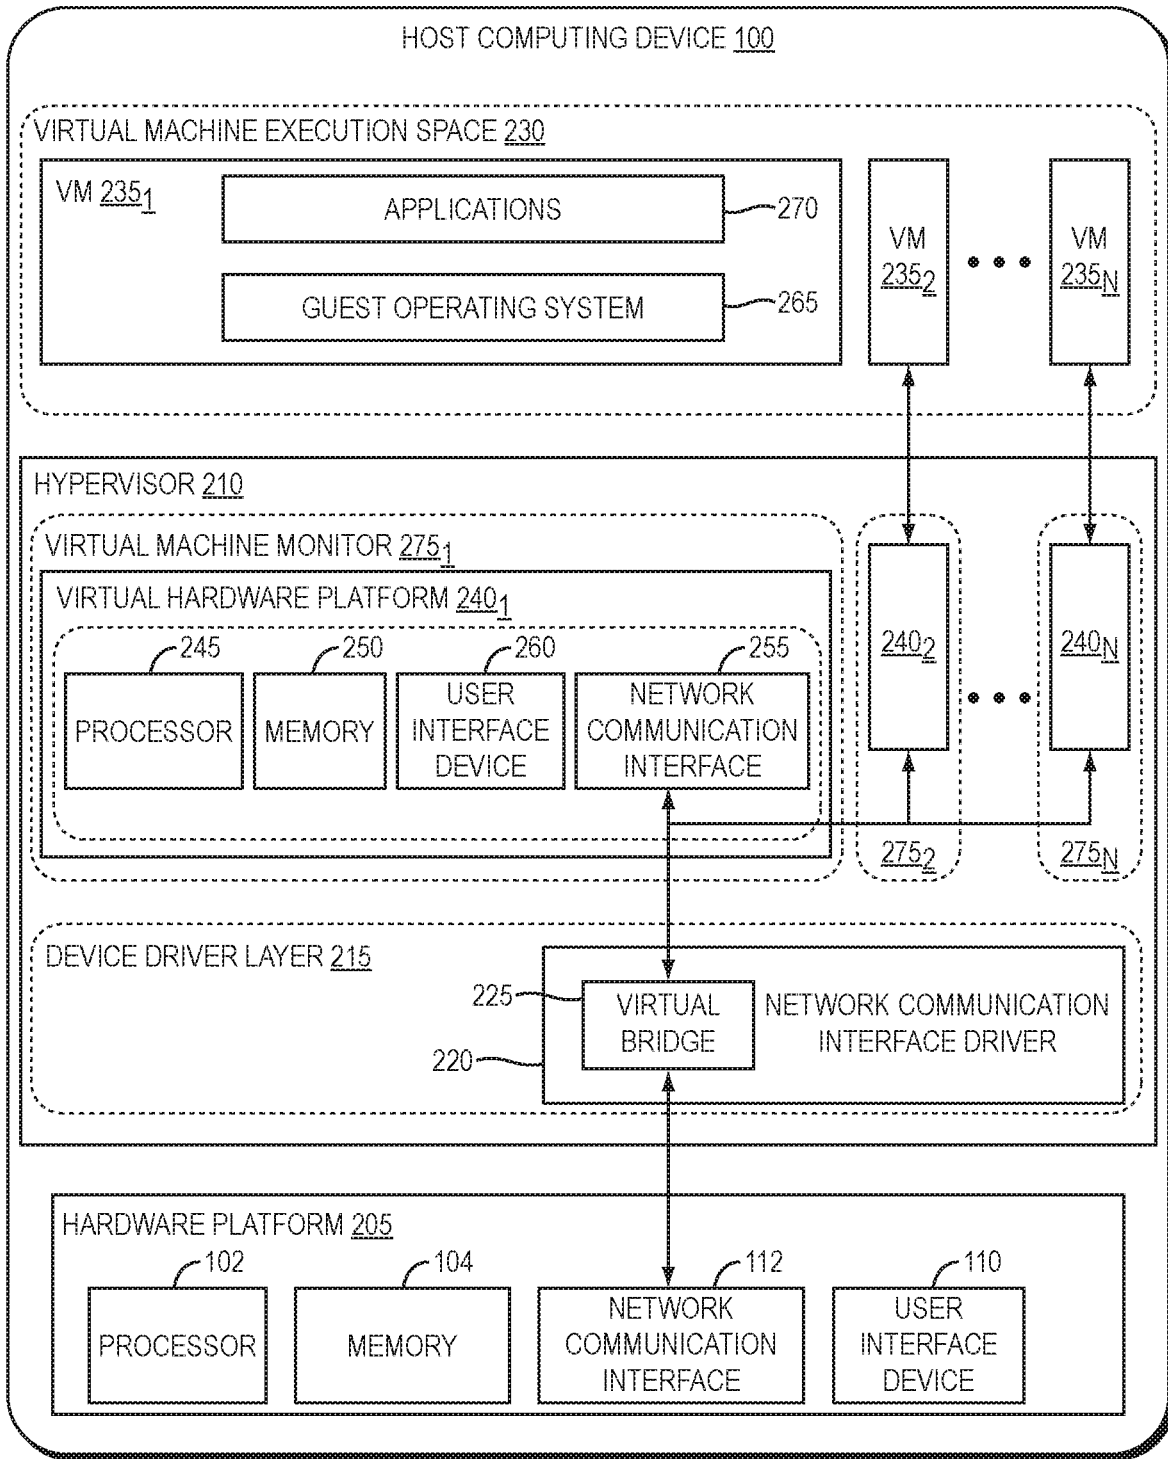 HOST COMPUTING DEVICE 100
VIRTUAL MACHINE EXECUTION SPACE 230
VM 235₁
APPLICATIONS
270
GUEST OPERATING SYSTEM
265
VM
235₂
VM
235N
HYPERVISOR 210
VIRTUAL MACHINE MONITOR 275₁
VIRTUAL HARDWARE PLATFORM 240₁
245
250
260
255
PROCESSOR
MEMORY
USER
INTERFACE
DEVICE
NETWORK
COMMUNICATION
INTERFACE
240₂
240N
275₂
275N
DEVICE DRIVER LAYER 215
225
VIRTUAL
BRIDGE
220
NETWORK COMMUNICATION
INTERFACE DRIVER
HARDWARE PLATFORM 205
102
104
112
110
PROCESSOR
MEMORY
NETWORK
COMMUNICATION
INTERFACE
USER
INTERFACE
DEVICE